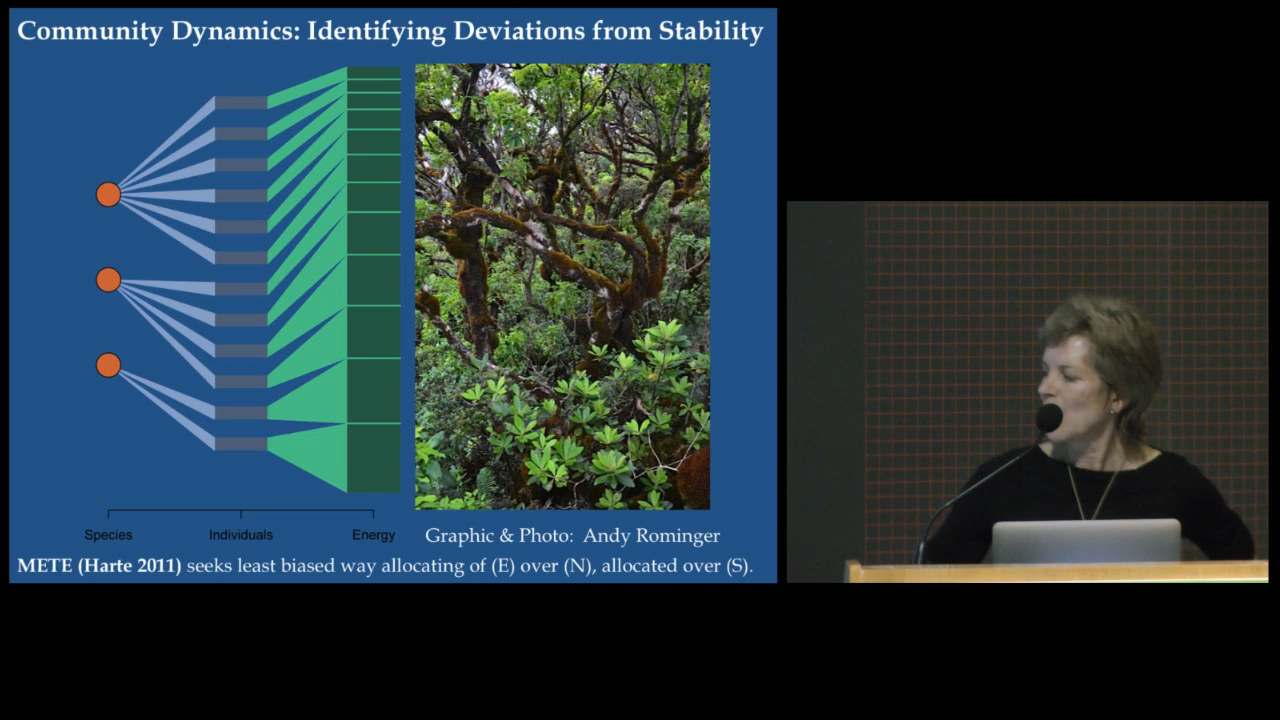 Community Dynamics: Identifying Deviations from Stability
Species Individuals Energy
Graphic & Photo: Andy Rominger
METE (Harte 2011) seeks least biased way allocating of (E) over (N), allocated over (S).